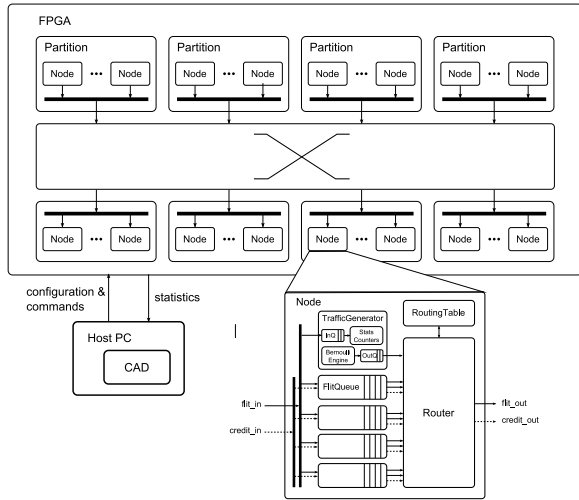 FPGA
Partition Partition Partition Partition
Node ••• Node Node ••• Node Node ••• Node Node ••• Node
Node ••• Node Node ••• Node Node ••• Node Node ••• Node
configuration &
commands
statistics
Host PC
CAD
Node
TrafficGenerator
InQ
Stats
Counters
Bernoulli
Engine
OutQ
RoutingTable
FlitQueue
Router
flit_in
credit_in
flit_out
credit_out